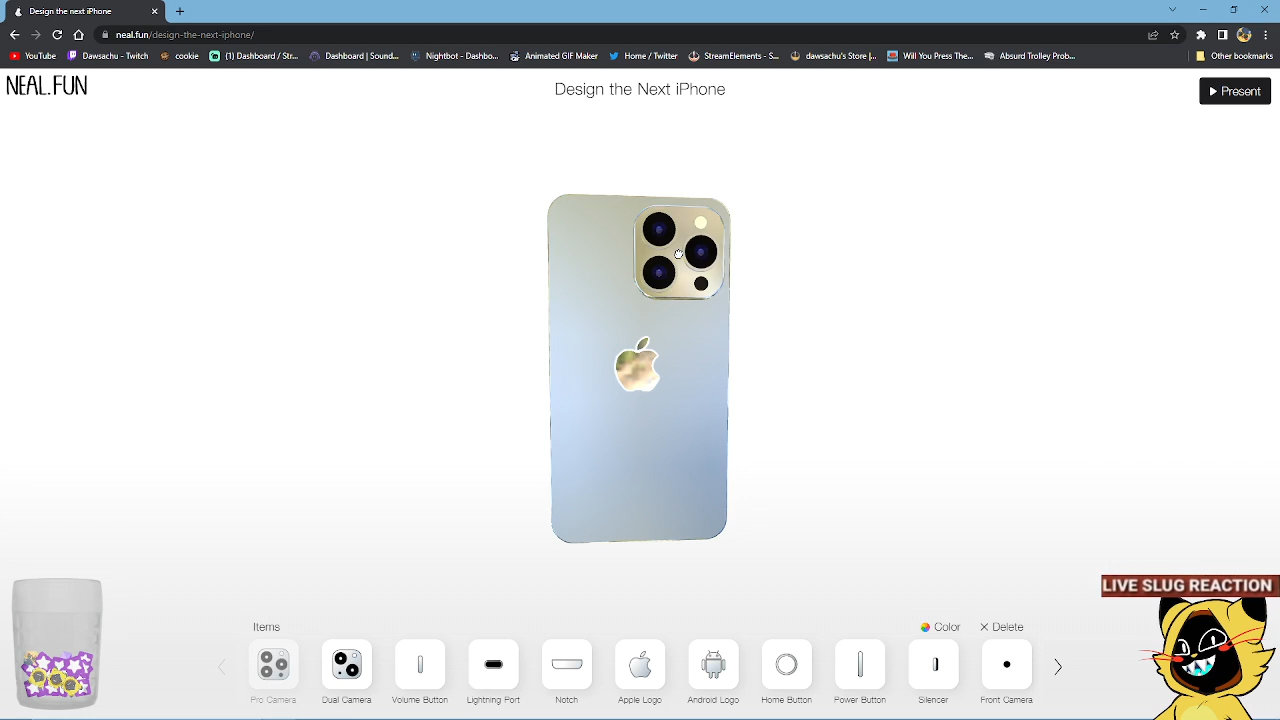 Design the next iPhone
neal.fun/design-the-next-iphone/
YouTube
Dawsachu - Twitch
cookie
(1) Dashboard / Str...
Dashboard | Sound...
Nightbot - Dashbo...
Animated GIF Maker
Home / Twitter
StreamElements - S...
dawsachu's Store |...
Will You Press The...
Absurd Trolley Prob...
Other bookmarks
NEAL.FUN
Design the Next iPhone
Present
LIVE SLUG REACTION
Items
Color
Delete
Pro Camera
Dual Camera
Volume Button
Lightning Port
Notch
Apple Logo
Android Logo
Home Button
Power Button
Silencer
Front Camera